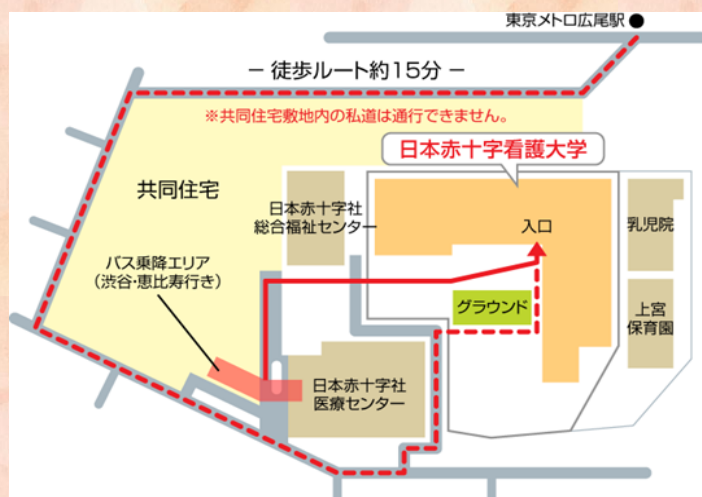 東京メトロ広尾駅
− 徒歩ルート約15分 −
※共同住宅敷地内の私道は通行できません。
日本赤十字看護大学
共同住宅
日本赤十字社
総合福祉センター
入口
乳児院
バス乗降エリア
（渋谷・恵比寿行き）
グラウンド
上宮
保育園
日本赤十字社
医療センター